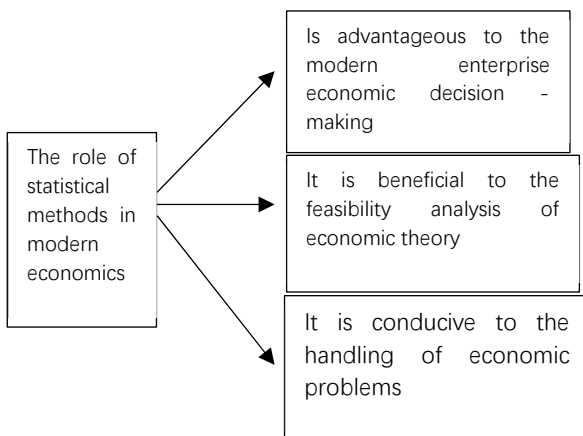 The role of
statistical
methods in
modern
economics
Is advantageous to the
modern enterprise
economic decision -
making
It is beneficial to the
feasibility analysis of
economic theory
It is conducive to the
handling of economic
problems